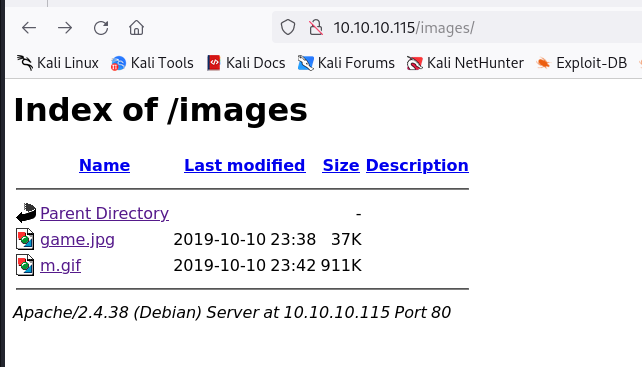 10.10.10.115/images/
Kali Linux Kali Tools Kali Docs Kali Forums Kali NetHunter Exploit-DB
Index of /images
Name Last modified Size Description
Parent Directory -
game.jpg 2019-10-10 23:38 37K
m.gif 2019-10-10 23:42 911K
Apache/2.4.38 (Debian) Server at 10.10.10.115 Port 80